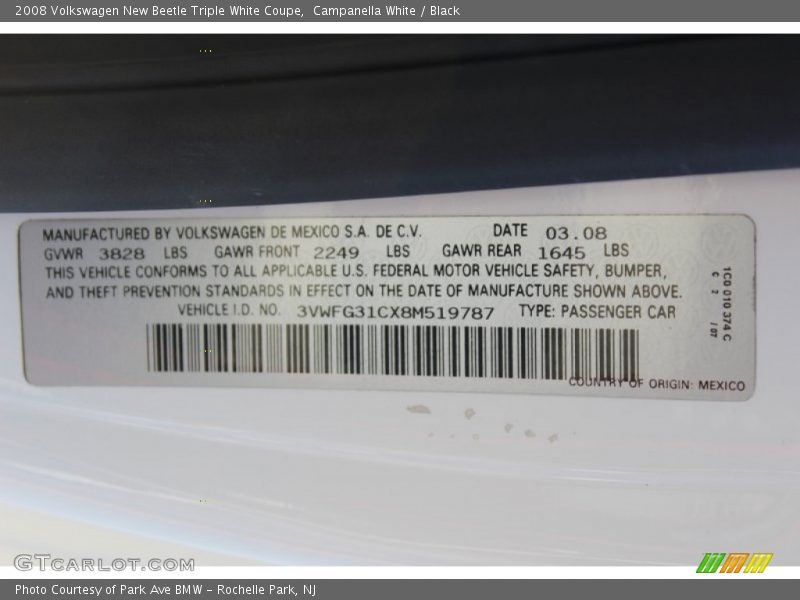 2008 Volkswagen New Beetle Triple White Coupe,  Campanella White / Black
MANUFACTURED BY VOLKSWAGEN DE MEXICO S.A. DE C.V. DATE 03.08
GVWR 3828 LBS GAWR FRONT 2249 LBS GAWR REAR 1645 LBS
THIS VEHICLE CONFORMS TO ALL APPLICABLE U.S. FEDERAL MOTOR VEHICLE SAFETY, BUMPER,
AND THEFT PREVENTION STANDARDS IN EFFECT ON THE DATE OF MANUFACTURE SHOWN ABOVE.
VEHICLE I.D. NO. 3VWFG31CX8M519787 TYPE: PASSENGER CAR
COUNTRY OF ORIGIN: MEXICO
1C0 010 374 C
C 2 /07
GTCARLOT.COM
Photo Courtesy of Park Ave BMW - Rochelle Park, NJ